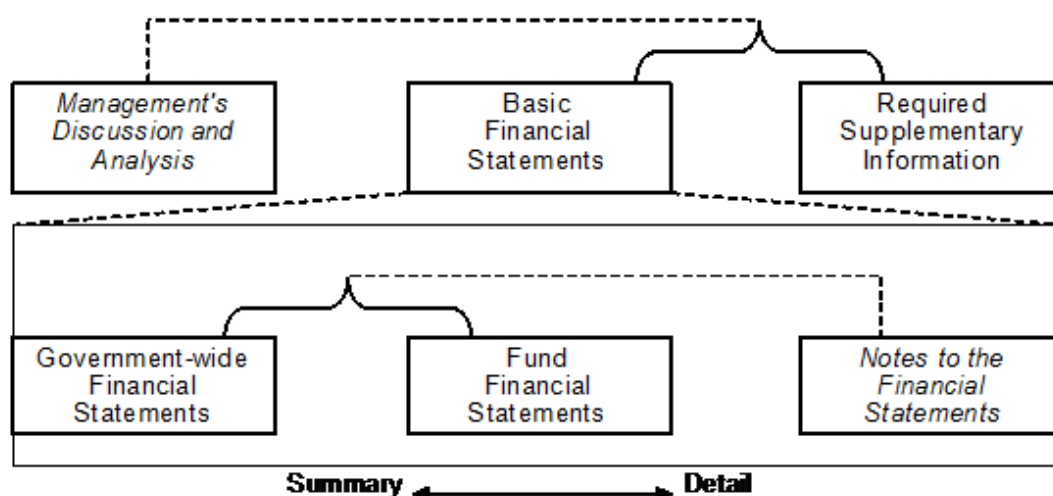 Management's
Discussion and
Analysis
Basic
Financial
Statements
Required
Supplementary
Information
Government-wide
Financial
Statements
Fund
Financial
Statements
Notes to the
Financial
Statements
Summary Detail